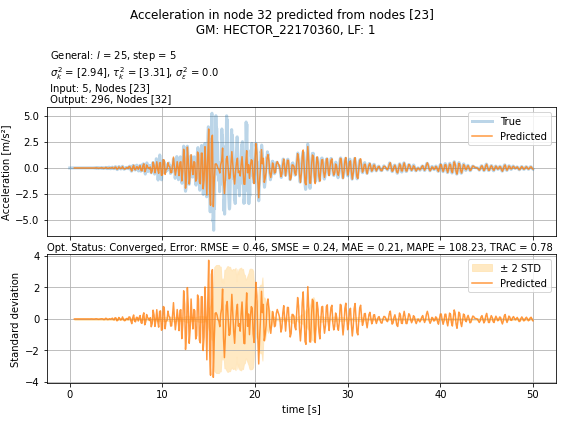 Acceleration in node 32 predicted from nodes [23]
GM: HECTOR_22170360, LF: 1
General: l = 25, step = 5
σ²ₖ = [2.94], τ²ₖ = [3.31], σ²ε = 0.0
Input: 5, Nodes [23]
Output: 296, Nodes [32]
Acceleration [m/s²]
5.0
2.5
0.0
−2.5
−5.0
True
Predicted
Opt. Status: Converged, Error: RMSE = 0.46, SMSE = 0.24, MAE = 0.21, MAPE = 108.23, TRAC = 0.78
Standard deviation
4
2
0
−2
−4
± 2 STD
Predicted
0 10 20 30 40 50
time [s]